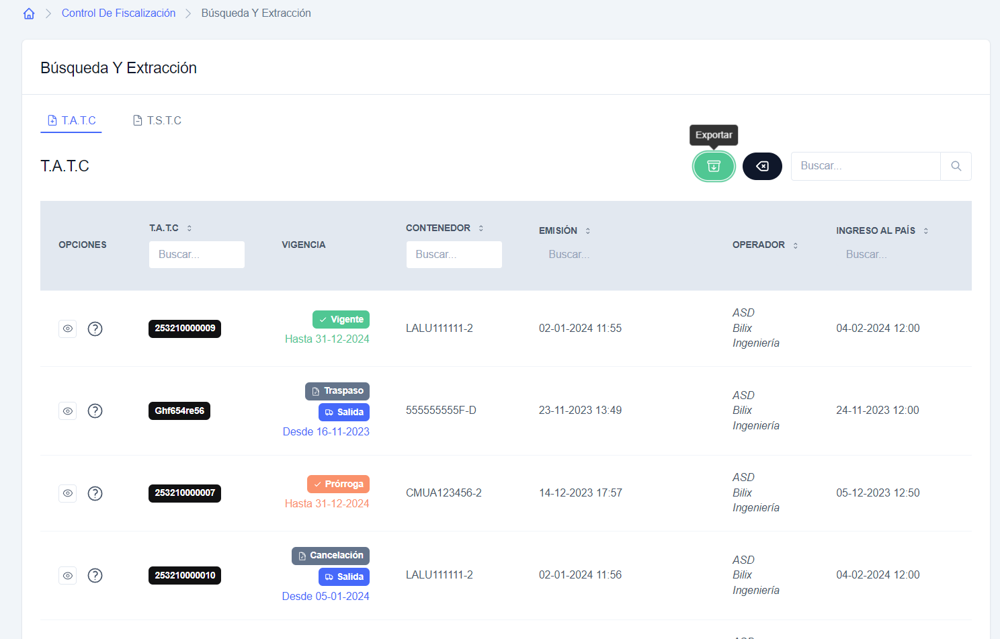 Control De Fiscalización
Búsqueda Y Extracción
Búsqueda Y Extracción
T.A.T.C
T.S.T.C
Exportar
T.A.T.C
Buscar...
OPCIONES
T.A.T.C
Buscar...
VIGENCIA
CONTENEDOR
Buscar...
EMISIÓN
Buscar...
OPERADOR
INGRESO AL PAÍS
Buscar...
253210000009
Vigente
Hasta 31-12-2024
LALU111111-2
02-01-2024 11:55
ASD
Bilix
Ingeniería
04-02-2024 12:00
Ghf654re56
Traspaso
Salida
Desde 16-11-2023
555555555F-D
23-11-2023 13:49
ASD
Bilix
Ingeniería
24-11-2023 12:00
253210000007
Prórroga
Hasta 31-12-2024
CMUA123456-2
14-12-2023 17:57
ASD
Bilix
Ingeniería
05-12-2023 12:50
253210000010
Cancelación
Salida
Desde 05-01-2024
LALU111111-2
02-01-2024 11:56
ASD
Bilix
Ingeniería
04-02-2024 12:00